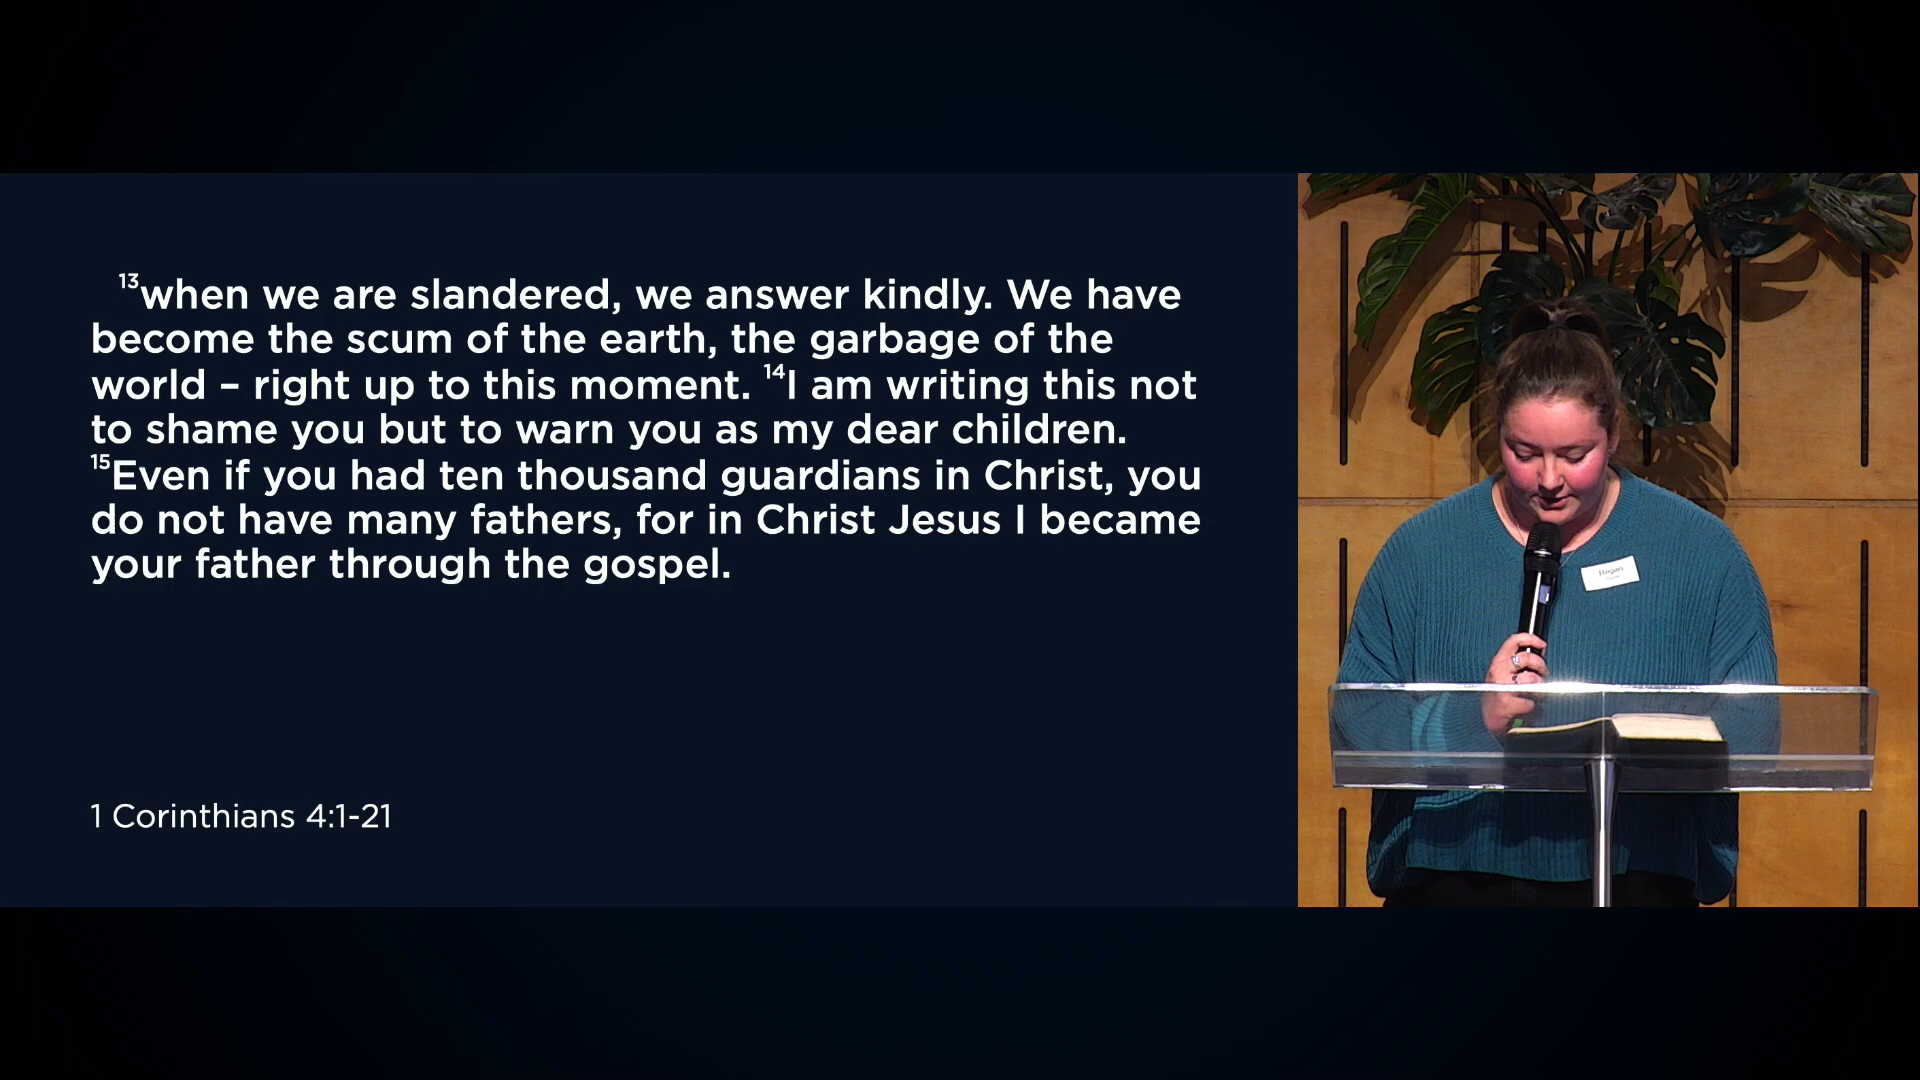 ¹³when we are slandered, we answer kindly. We have
become the scum of the earth, the garbage of the
world – right up to this moment. ¹⁴I am writing this not
to shame you but to warn you as my dear children.
¹⁵Even if you had ten thousand guardians in Christ, you
do not have many fathers, for in Christ Jesus I became
your father through the gospel.
1 Corinthians 4:1-21
Regan